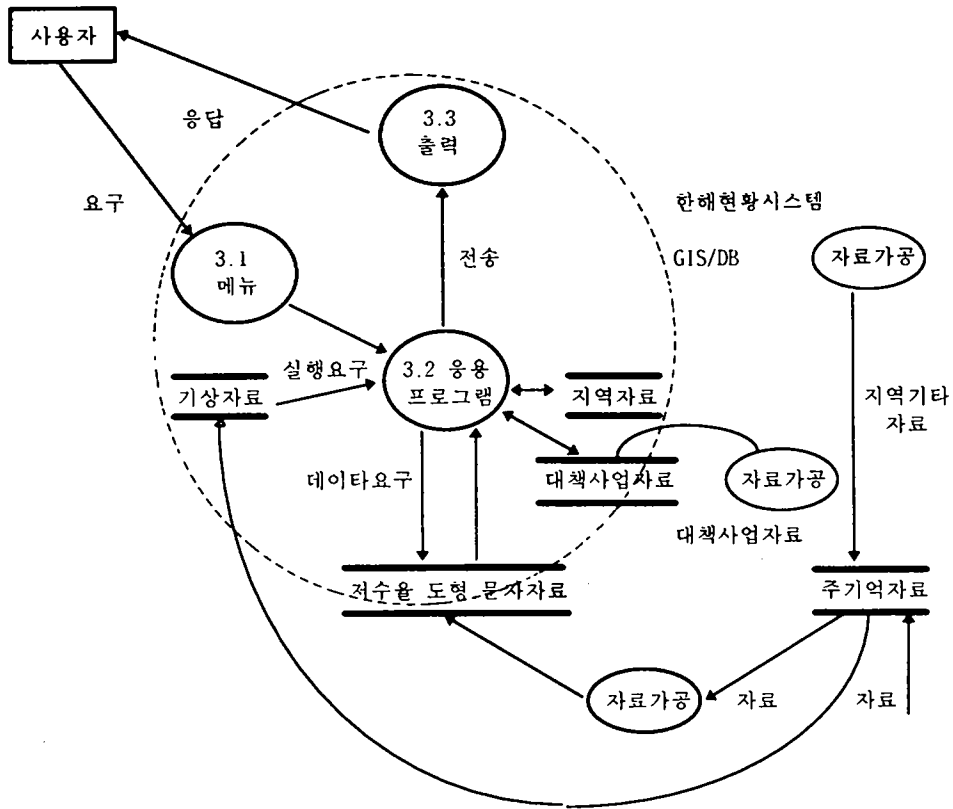 사용자
3.3
출력
응답
요구
한해현황시스템
3.1
메뉴
전송
GIS/DB
자료가공
실행요구
3.2 응용
프로그램
기상자료
지역자료
지역기타
자료
데이타요구
대책사업자료
자료가공
대책사업자료
저수율 도형 문자자료
주기억자료
자료가공
자료
자료